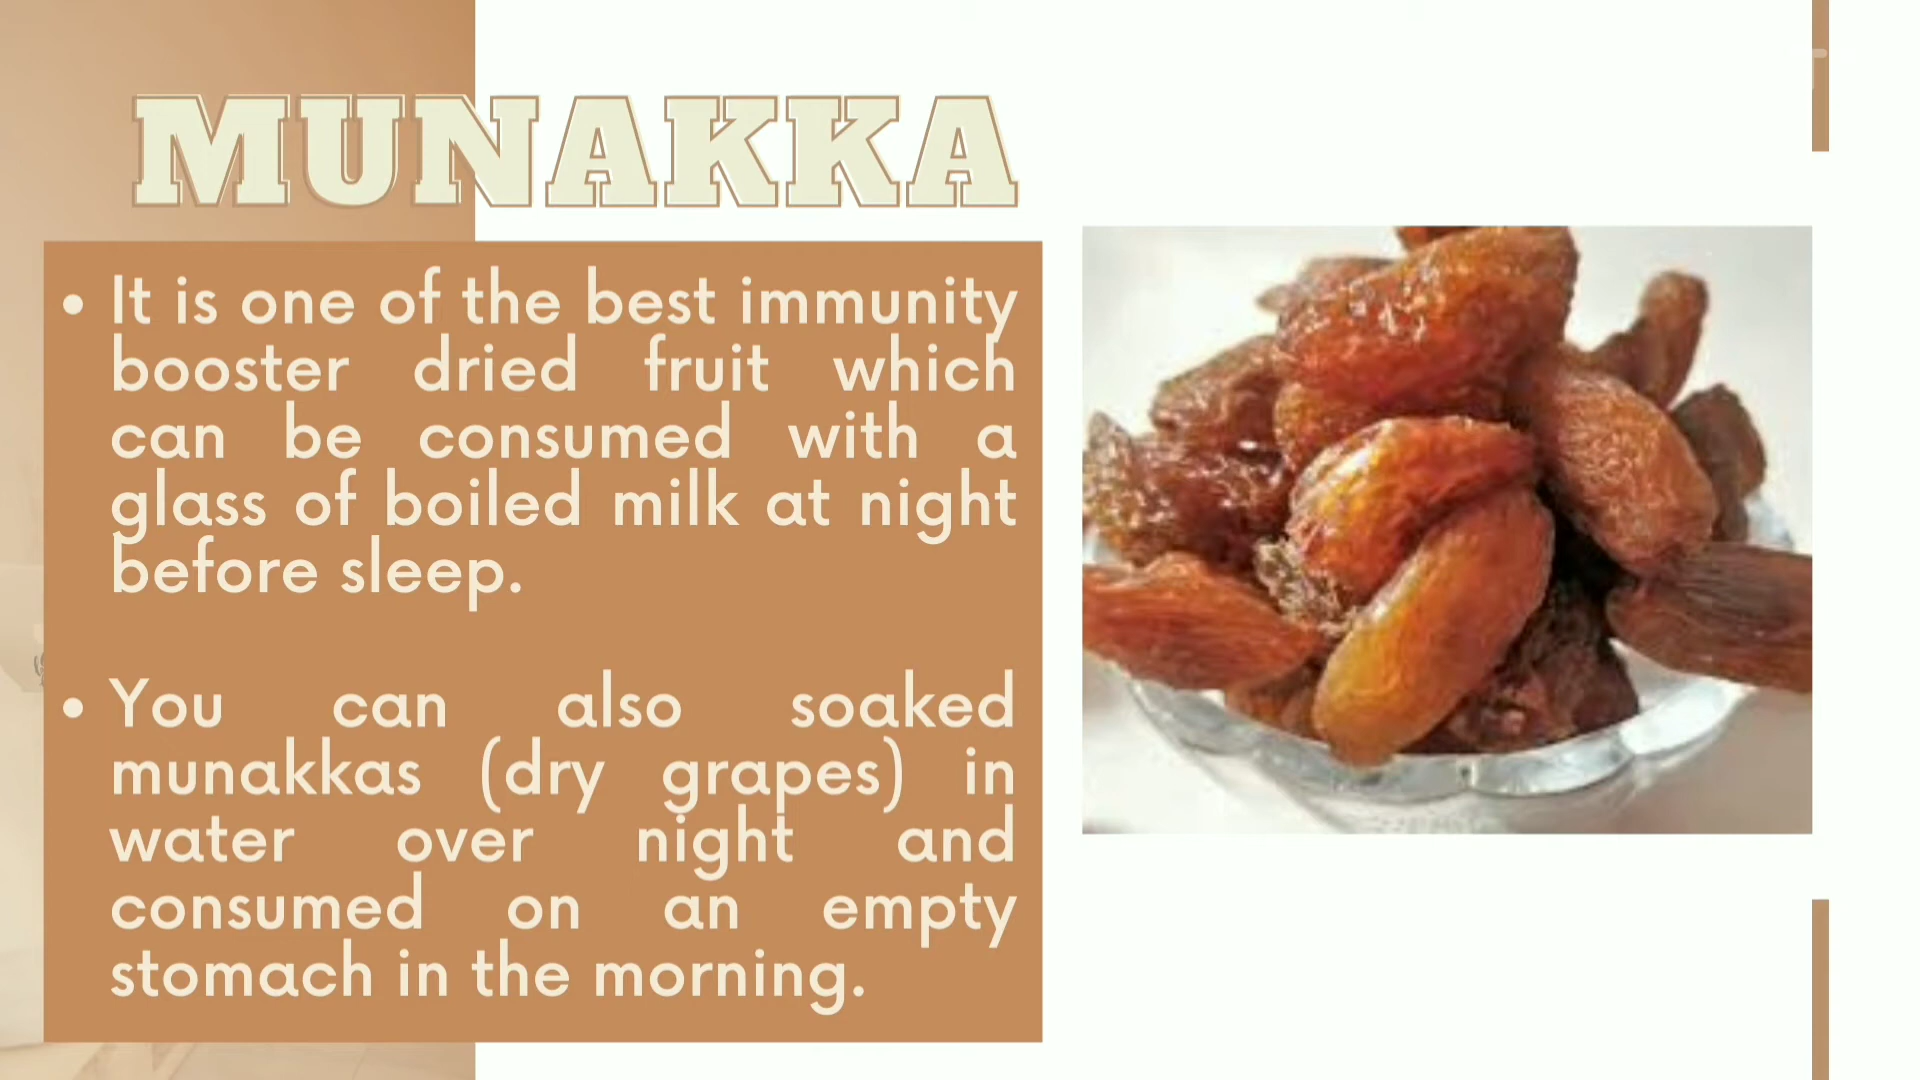 MUNAKKA
• It is one of the best immunity
booster dried fruit which
can be consumed with a
glass of boiled milk at night
before sleep.
• You can also soaked
munakkas (dry grapes) in
water over night and
consumed on an empty
stomach in the morning.